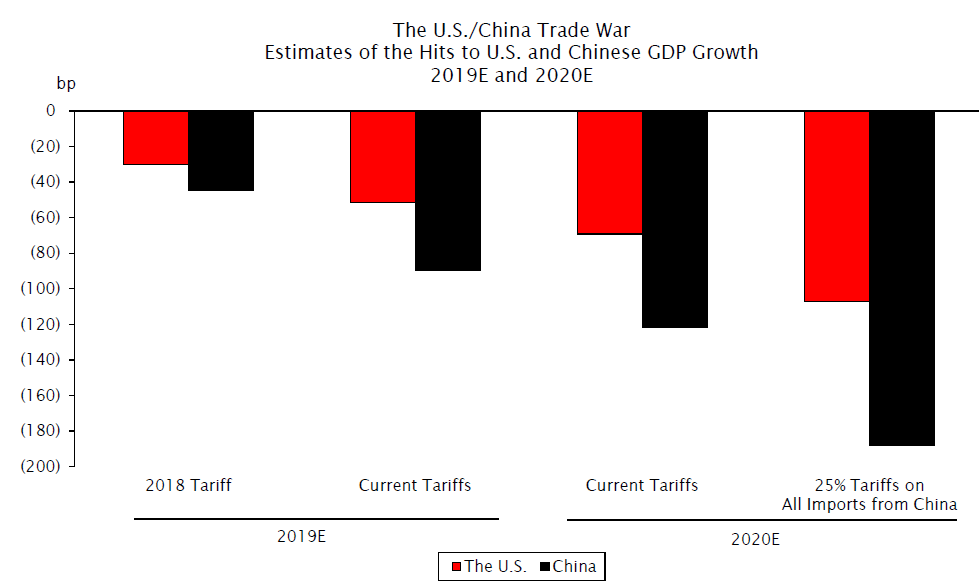 The U.S./China Trade War
Estimates of the Hits to U.S. and Chinese GDP Growth
2019E and 2020E
bp
0
(20)
(40)
(60)
(80)
(100)
(120)
(140)
(160)
(180)
(200)
2018 Tariff
Current Tariffs
Current Tariffs
25% Tariffs on
All Imports from China
2019E
2020E
The U.S.
China